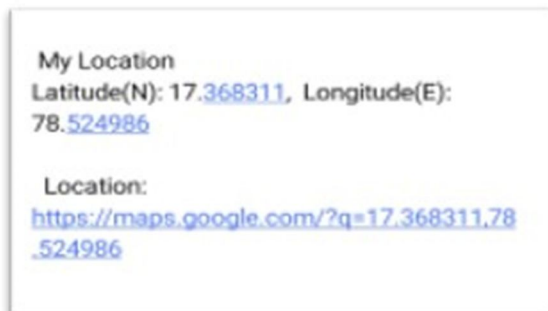 My Location
Latitude(N): 17.368311, Longitude(E):
78.524986
Location:
https://maps.google.com/?q=17.368311,78
.524986